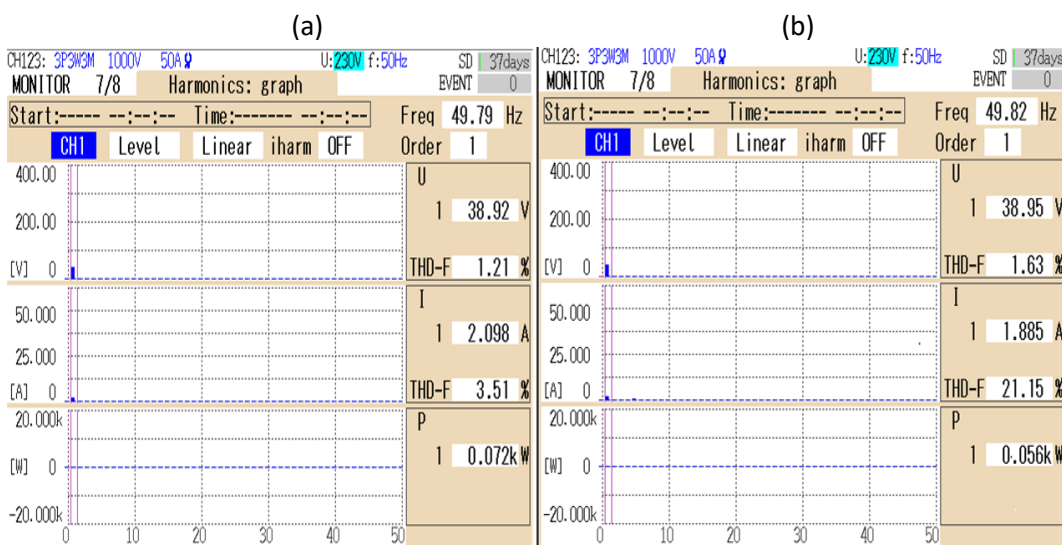 (a)
CH123: 3P3W3M 1000V 50A U:230V f:50Hz SD 37days
MONITOR 7/8 Harmonics: graph EVENT 0
Start:----- --:--:-- Time:------- --:--:-- Freq 49.79 Hz
CH1 Level Linear iharm OFF Order 1
400.00
200.00
[V] 0
U
1 38.92 V
THD-F 1.21 %
50.000
25.000
[A] 0
I
1 2.098 A
THD-F 3.51 %
20.000k
[W] 0
-20.000k
P
1 0.072k W
0 10 20 30 40 50
(b)
CH123: 3P3W3M 1000V 50A U:230V f:50Hz SD 37days
MONITOR 7/8 Harmonics: graph EVENT 0
Start:----- --:--:-- Time:------- --:--:-- Freq 49.82 Hz
CH1 Level Linear iharm OFF Order 1
400.00
200.00
[V] 0
U
1 38.95 V
THD-F 1.63 %
50.000
25.000
[A] 0
I
1 1.885 A
THD-F 21.15 %
20.000k
[W] 0
-20.000k
P
1 0.056k W
0 10 20 30 40 50